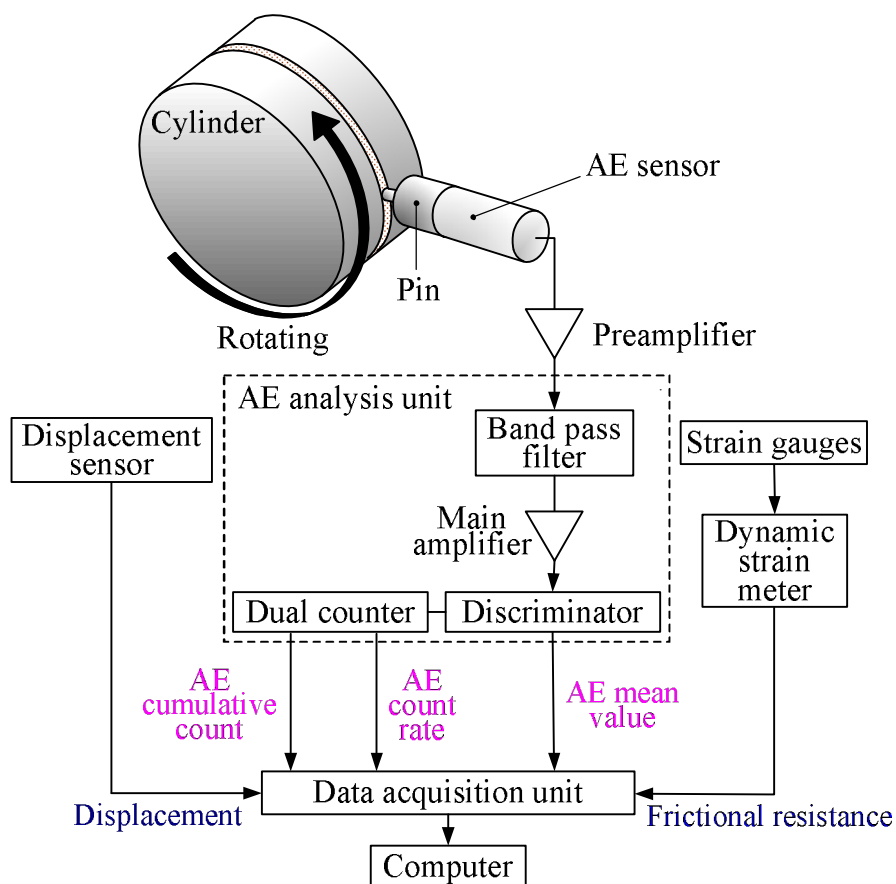 Cylinder
AE sensor
Pin
Rotating
Preamplifier
AE analysis unit
Displacement
sensor
Band pass
filter
Strain gauges
Main
amplifier
Dynamic
strain
meter
Dual counter
Discriminator
AE
cumulative
count
AE
count
rate
AE mean
value
Data acquisition unit
Displacement
Frictional resistance
Computer